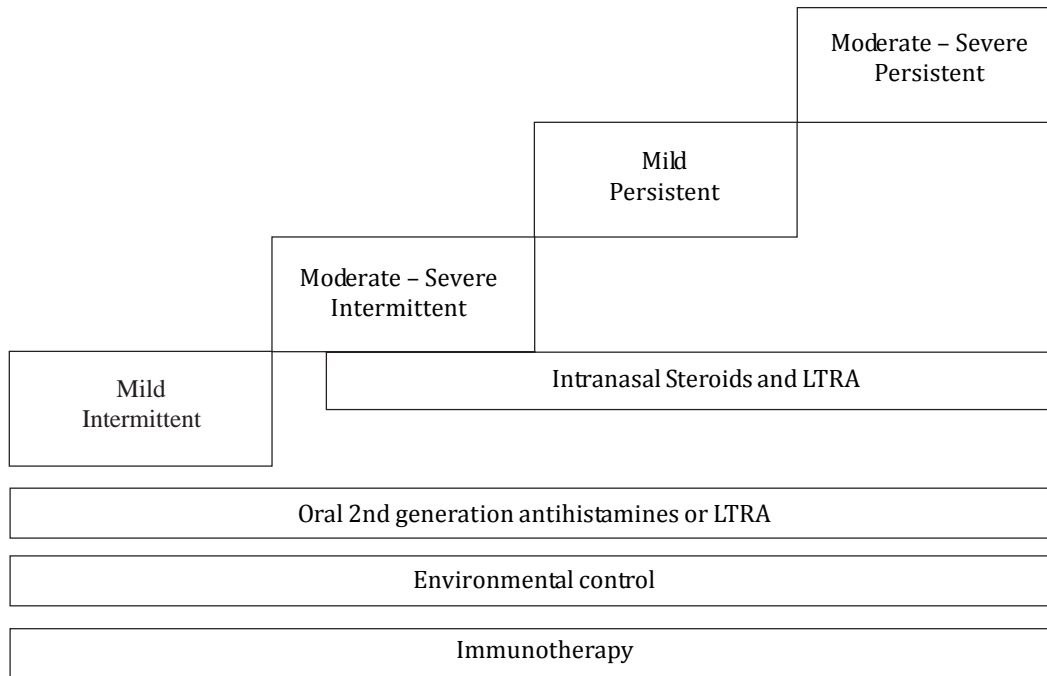 Moderate – Severe
Persistent
Mild
Persistent
Moderate – Severe
Intermittent
Mild
Intermittent
Intranasal Steroids and LTRA
Oral 2nd generation antihistamines or LTRA
Environmental control
Immunotherapy